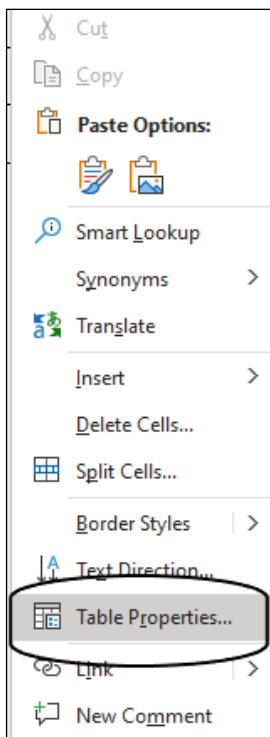 Cut
Copy
Paste Options:
Smart Lookup
Synonyms
Translate
Insert
Delete Cells...
Split Cells...
Border Styles
Text Direction...
Table Properties...
Link
New Comment